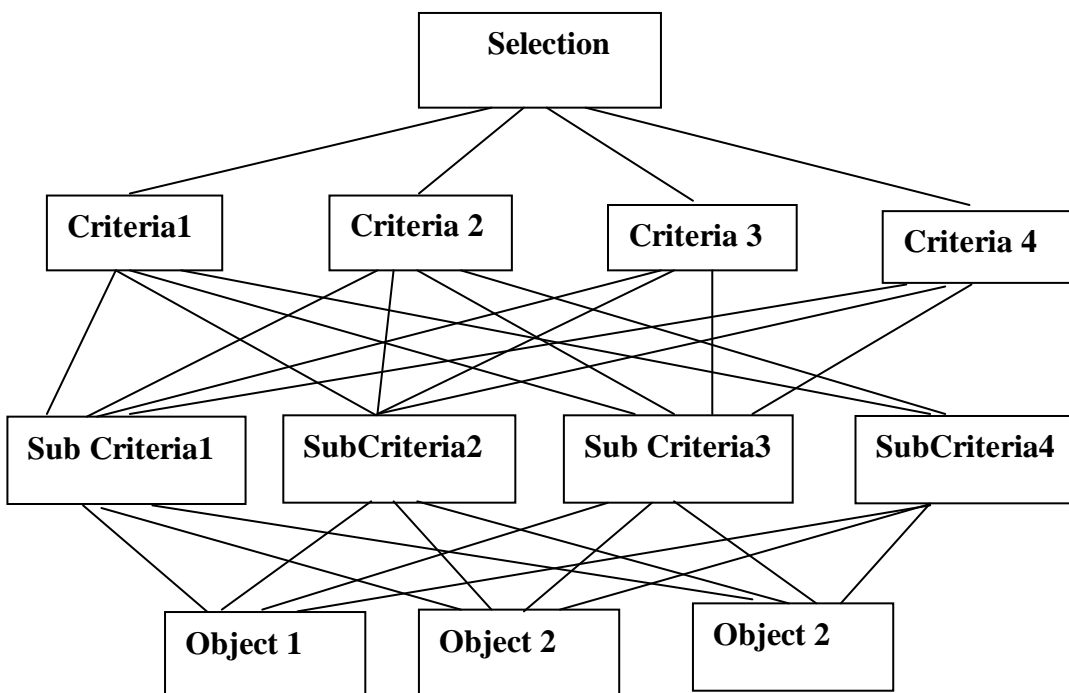 Selection
Criteria1
Criteria 2
Criteria 3
Criteria 4
Sub Criteria1
SubCriteria2
Sub Criteria3
SubCriteria4
Object 1
Object 2
Object 2